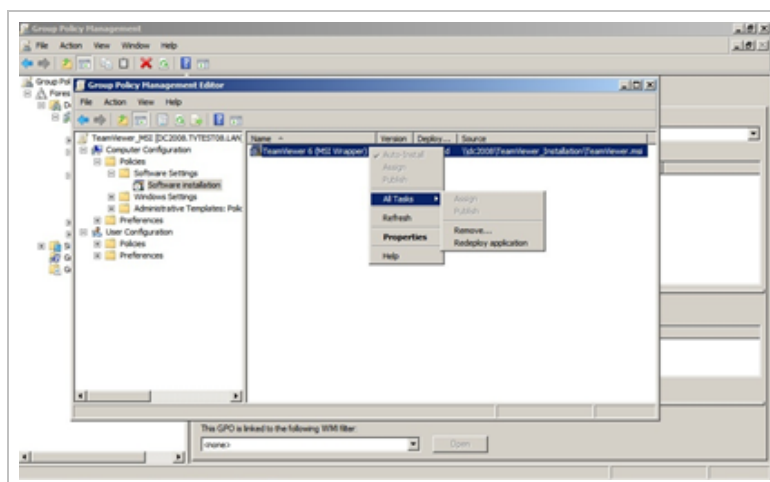 Group Policy Management
File Action View Window Help
Group Pol
Fores
Group Policy Management Editor
File Action View Help
TeamViewer_MSI [DC2008.TVTEST08.LAN
Computer Configuration
Policies
Software Settings
Software installation
Windows Settings
Administrative Templates: Polic
Preferences
User Configuration
Policies
Preferences
Name Version Deploy... Source
TeamViewer 6 (MSI Wrapper) \\dc2008\TeamViewer_Installation\TeamViewer.msi
Auto-Install
Assign
Publish
All Tasks
Refresh
Properties
Help
Assign
Publish
Remove...
Redeploy application
This GPO is linked to the following WMI filter:
<none>
Open